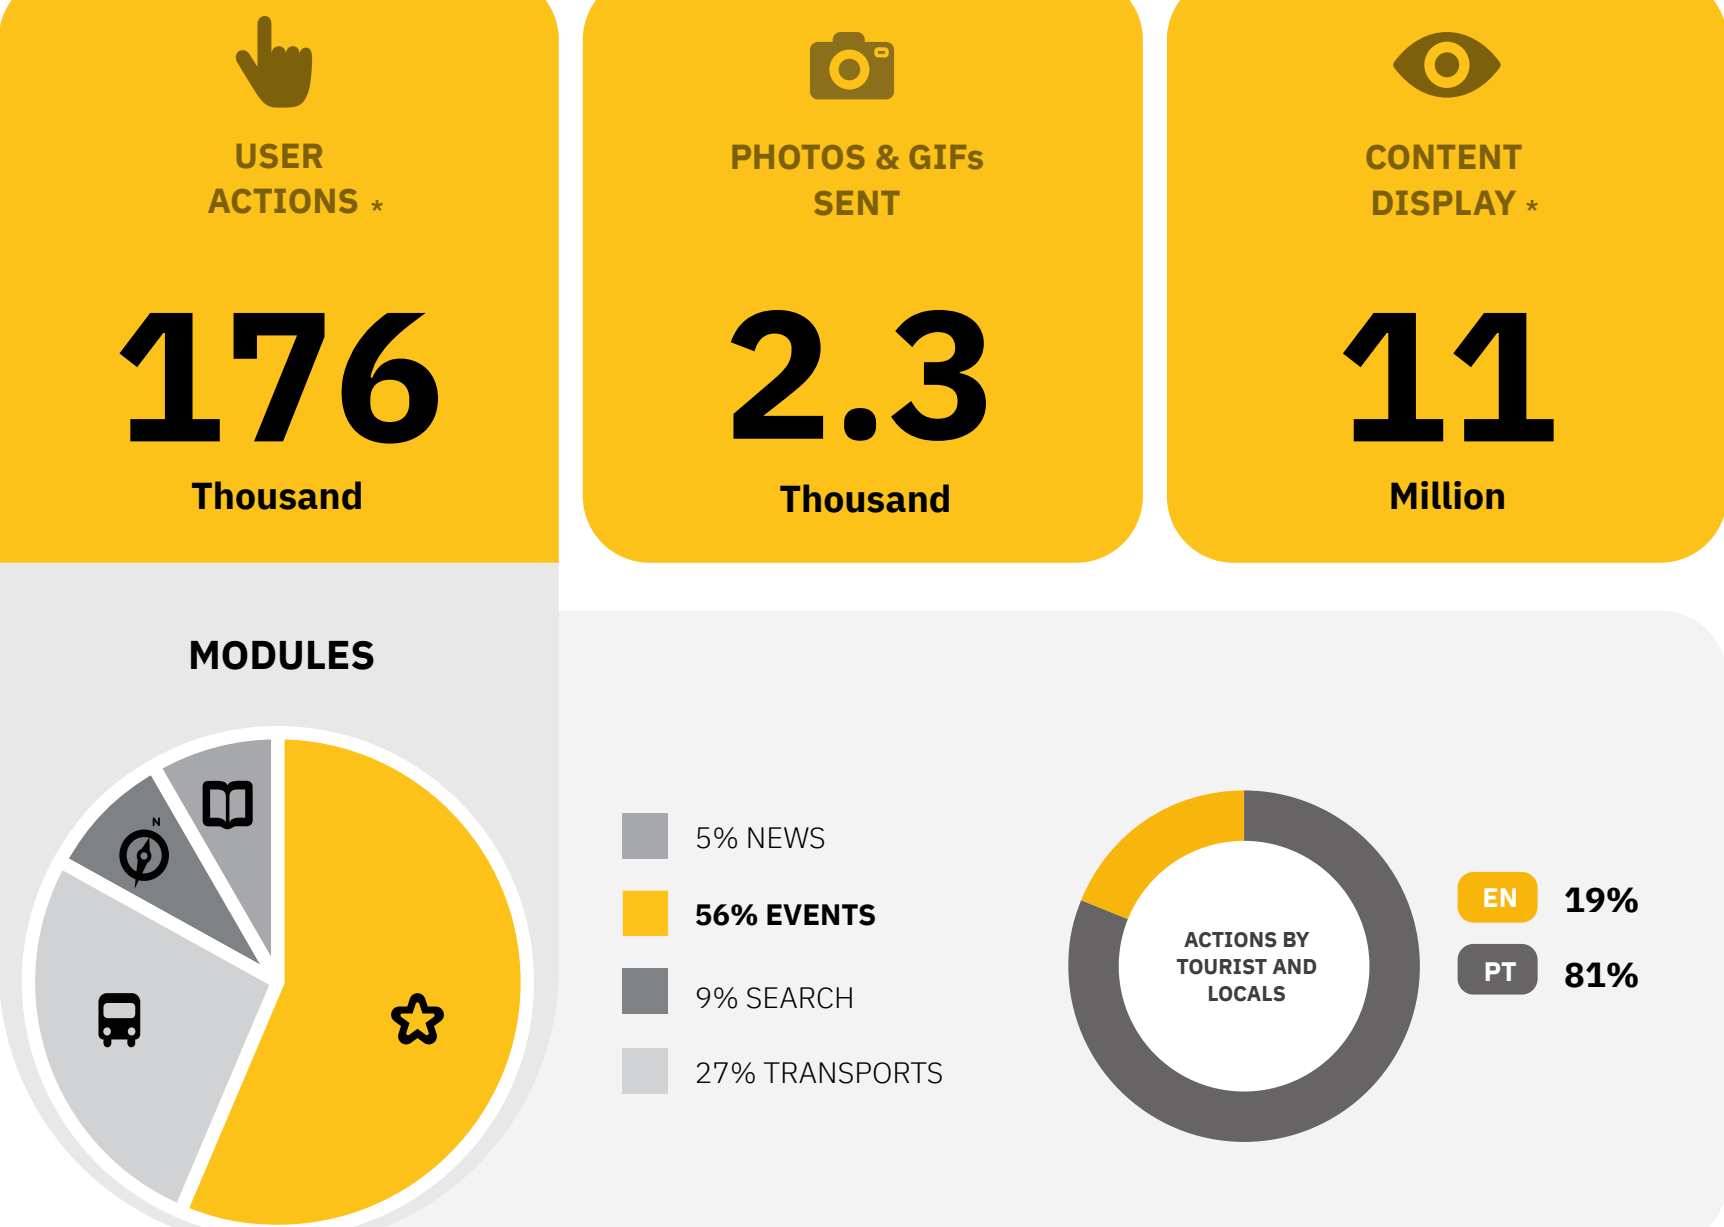 USER
ACTIONS *
PHOTOS & GIFs
SENT
CONTENT
DISPLAY *
176
Thousand
2.3
Thousand
11
Million
MODULES
N
5% NEWS
56% EVENTS
9% SEARCH
27% TRANSPORTS
ACTIONS BY
TOURIST AND
LOCALS
EN 19%
PT 81%